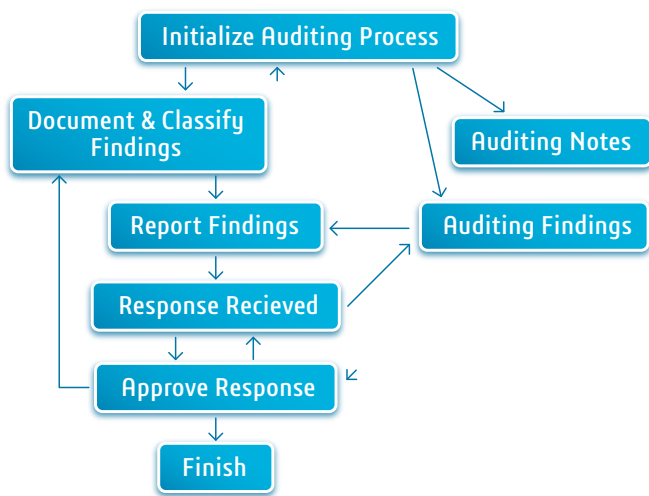 Initialize Auditing Process
Document & Classify
Findings
Auditing Notes
Report Findings
Auditing Findings
Response Recieved
Approve Response
Finish